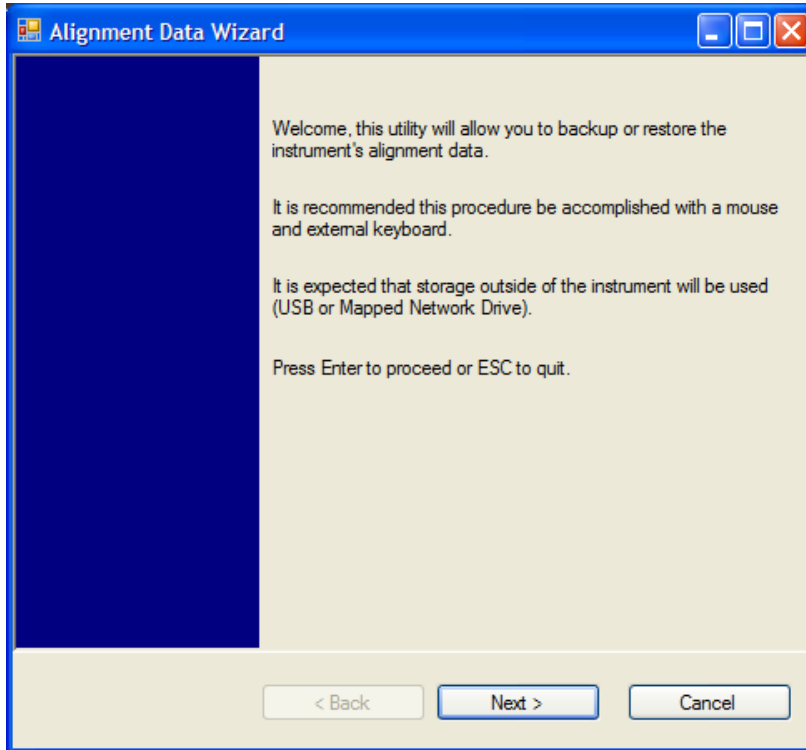 Alignment Data Wizard
Welcome, this utility will allow you to backup or restore the
instrument's alignment data.
It is recommended this procedure be accomplished with a mouse
and external keyboard.
It is expected that storage outside of the instrument will be used
(USB or Mapped Network Drive).
Press Enter to proceed or ESC to quit.
< Back Next > Cancel